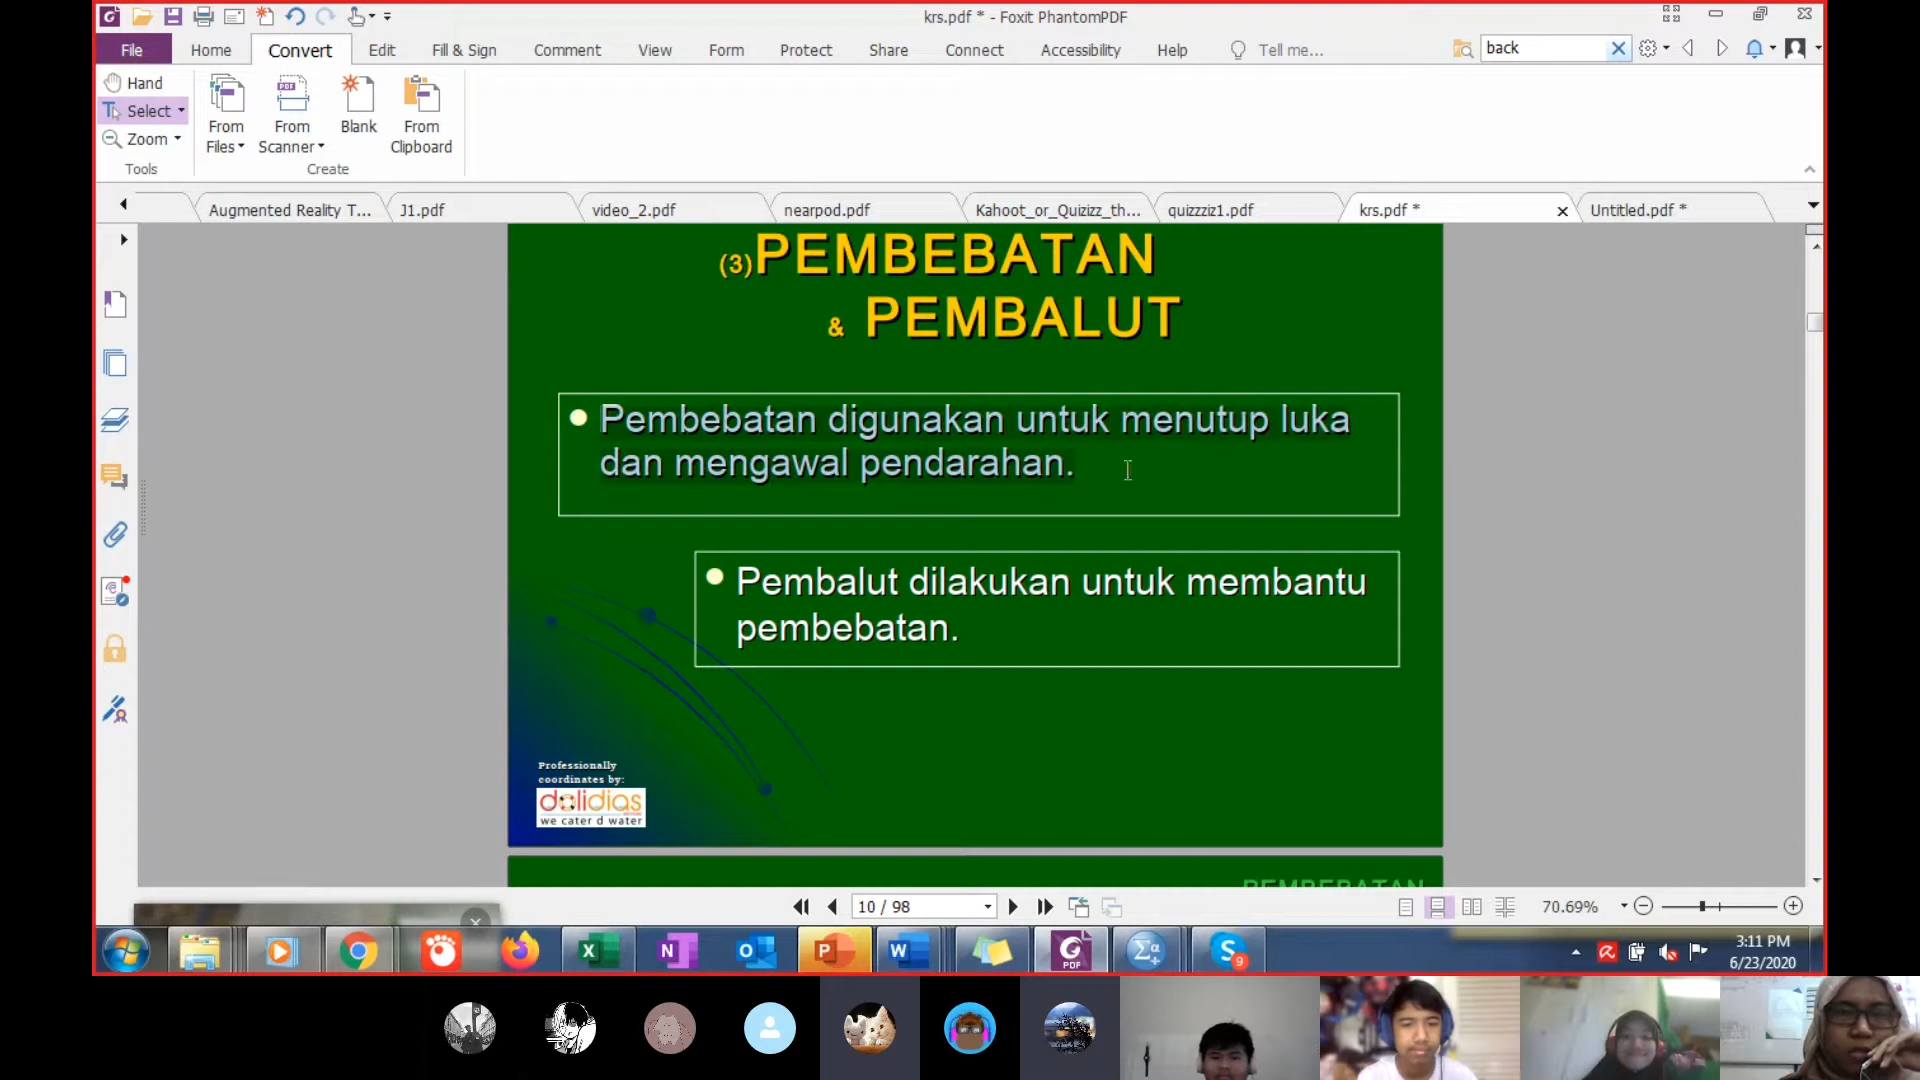 krs.pdf * - Foxit PhantomPDF
File Home Convert Edit Fill & Sign Comment View Form Protect Share Connect Accessibility Help Tell me... back
Hand
Select
Zoom
Tools
From Files
From Scanner
Blank
From Clipboard
Create
Augmented Reality T... J1.pdf video_2.pdf nearpod.pdf Kahoot_or_Quizizz_th... quizzziz1.pdf krs.pdf * Untitled.pdf *
(3)PEMBEBATAN
& PEMBALUT
Pembebatan digunakan untuk menutup luka
dan mengawal pendarahan.
Pembalut dilakukan untuk membantu
pembebatan.
Professionally
coordinates by:
dolidias
we cater d water
PEMBEBATAN
10 / 98
70.69%
3:11 PM
6/23/2020